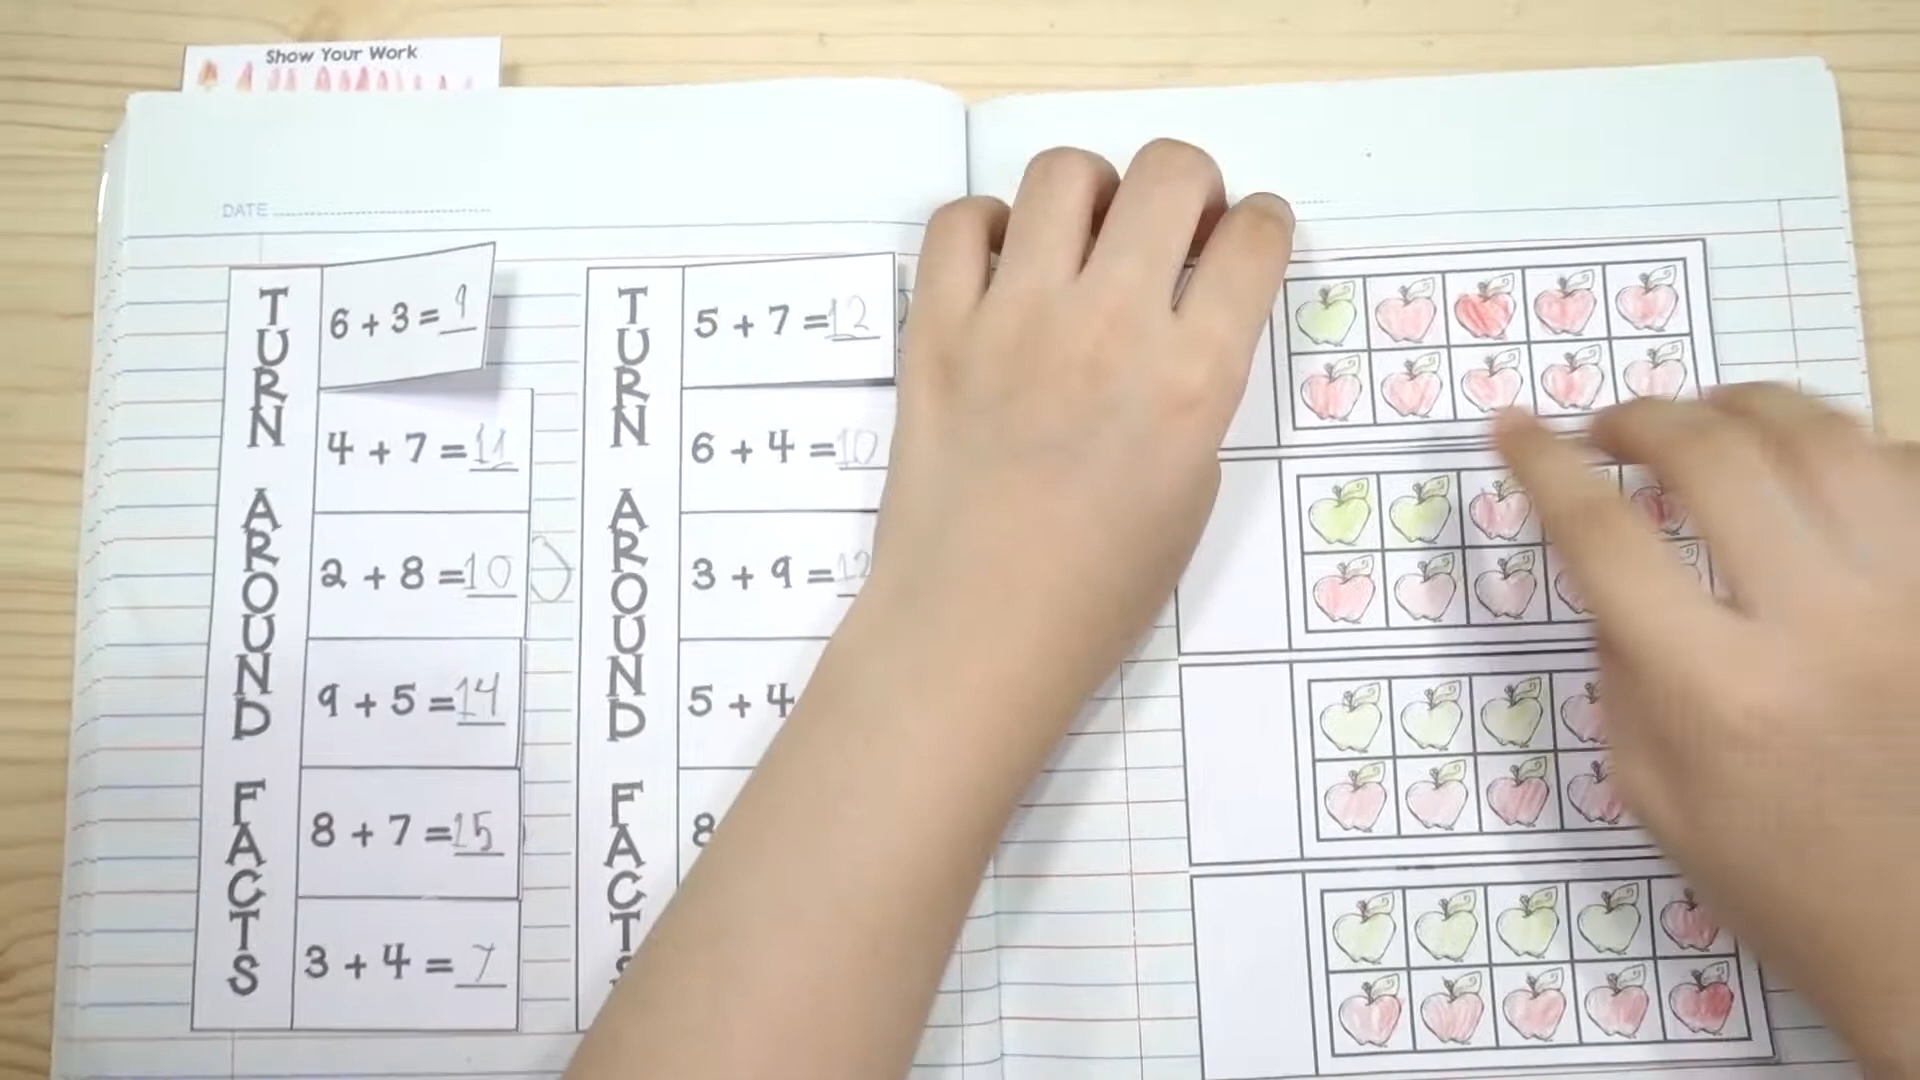 Show Your Work
DATE
TURN AROUND FACTS
6 + 3 = 9
4 + 7 = 11
2 + 8 = 10
9 + 5 = 14
8 + 7 = 15
3 + 4 = 7
TURN AROUND FACTS
5 + 7 = 12
6 + 4 = 10
3 + 9 = 12
5 + 4
8